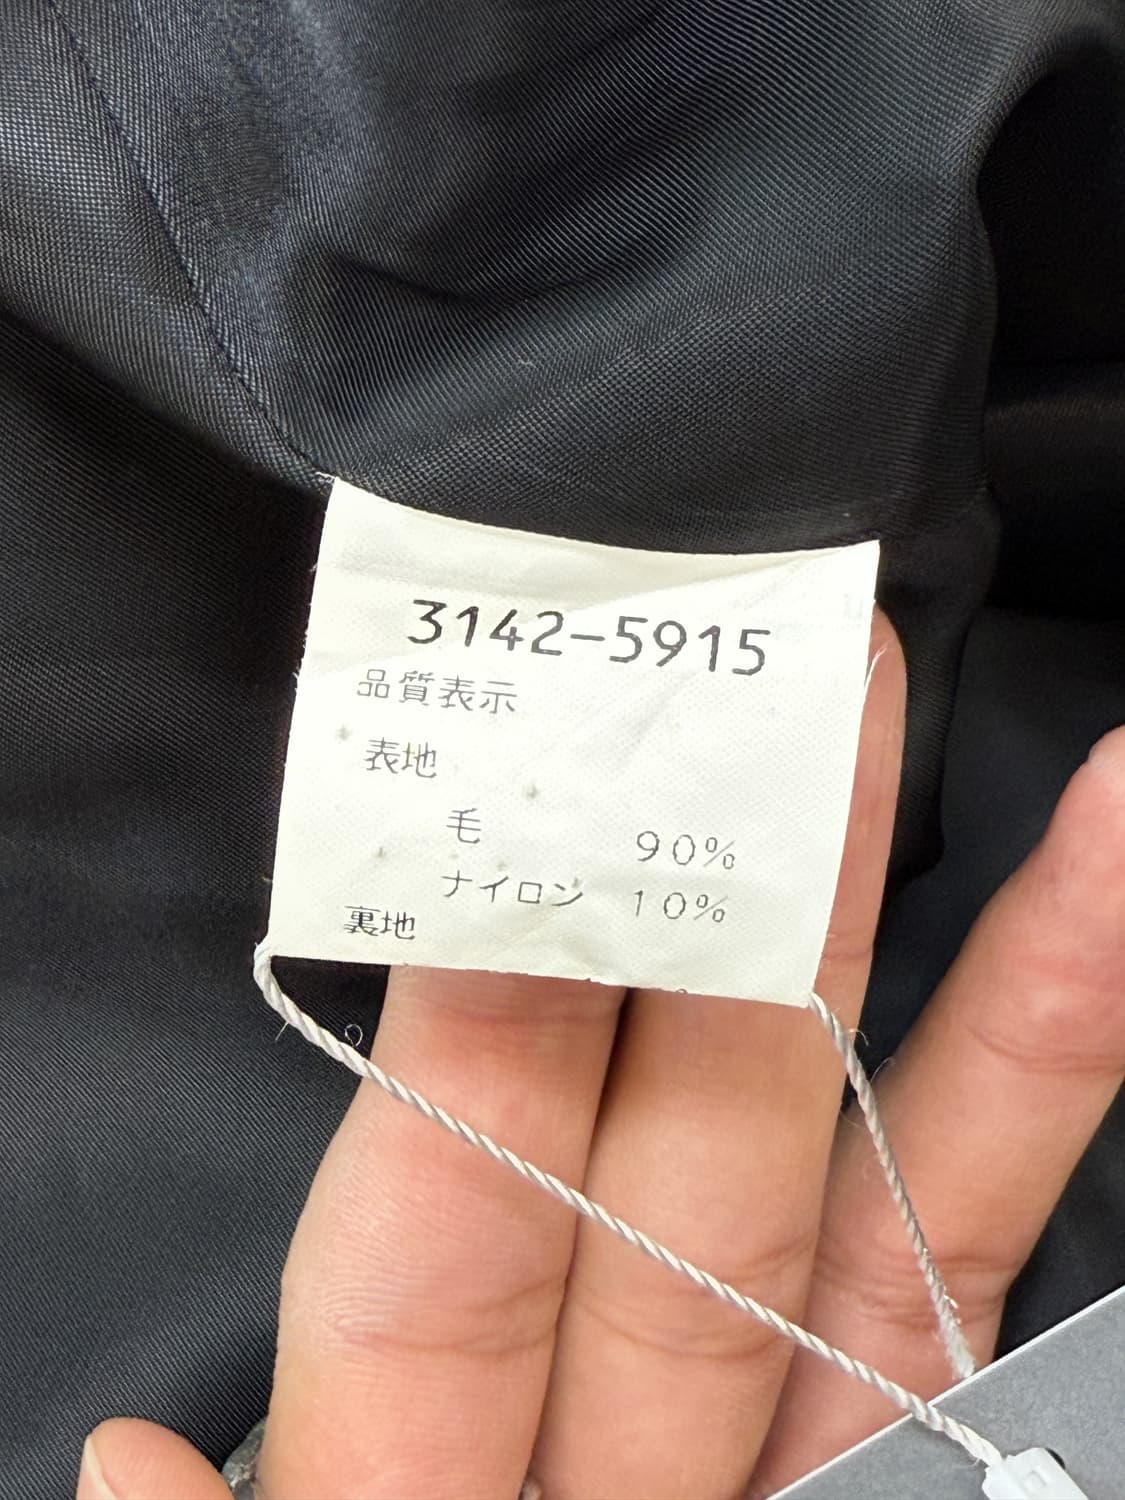 3142-5915
品質表示
表地
毛 90%
ナイロン 10%
裏地